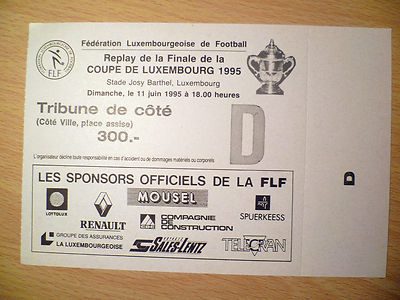 Fédération Luxembourgeoise de Football
FLF
Replay de la Finale de la
COUPE DE LUXEMBOURG 1995
Stade Josy Barthel, Luxembourg
Dimanche, le 11 juin 1995 à 18.00 heures
Tribune de côté
(Côté Ville, place assise)
300.-
D
D
L'organisateur décline toute responsabilité en cas d'accident ou de dommages matériels ou corporels
LES SPONSORS OFFICIELS DE LA FLF
LOTTOLUX
RENAULT
MOUSEL
CDC
COMPAGNIE DE
CONSTRUCTION
SPUERKEESS
GROUPE DES ASSURANCES
LA LUXEMBOURGEOISE
SALES-LENTZ
TELECRAN